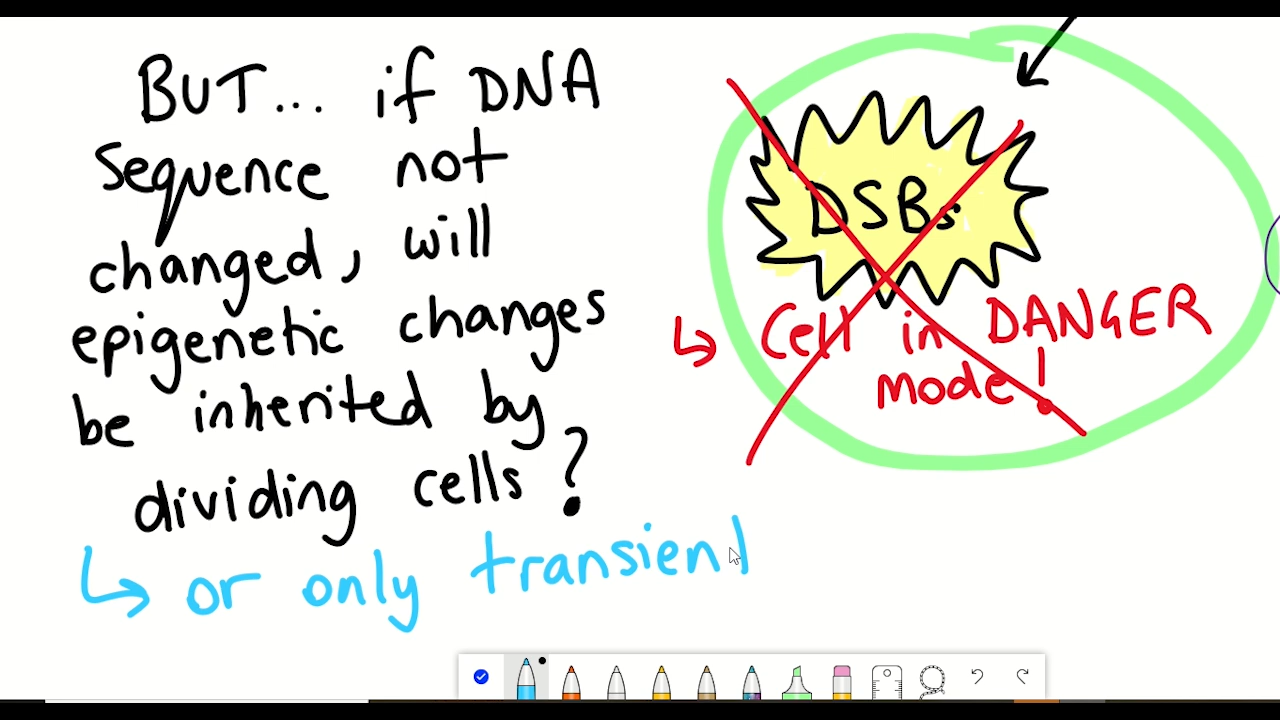 BUT... if DNA
sequence not
changed, will
epigenetic changes
be inherited by
dividing cells?
↳ or only transient
DSBs
↳ Cell in DANGER
mode!